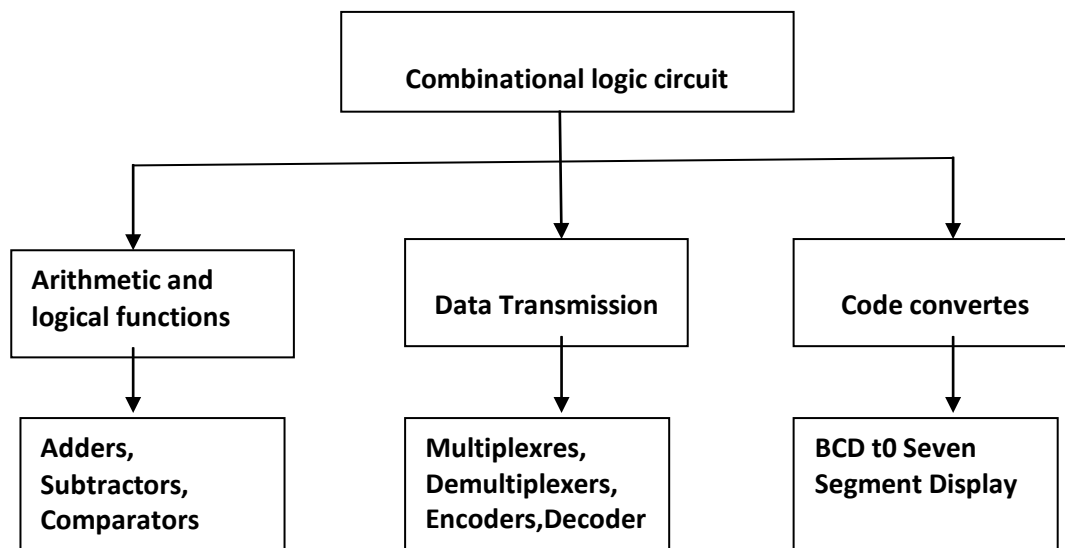 Combinational logic circuit
Arithmetic and
logical functions
Data Transmission
Code convertes
Adders,
Subtractors,
Comparators
Multiplexres,
Demultiplexers,
Encoders,Decoder
BCD t0 Seven
Segment Display